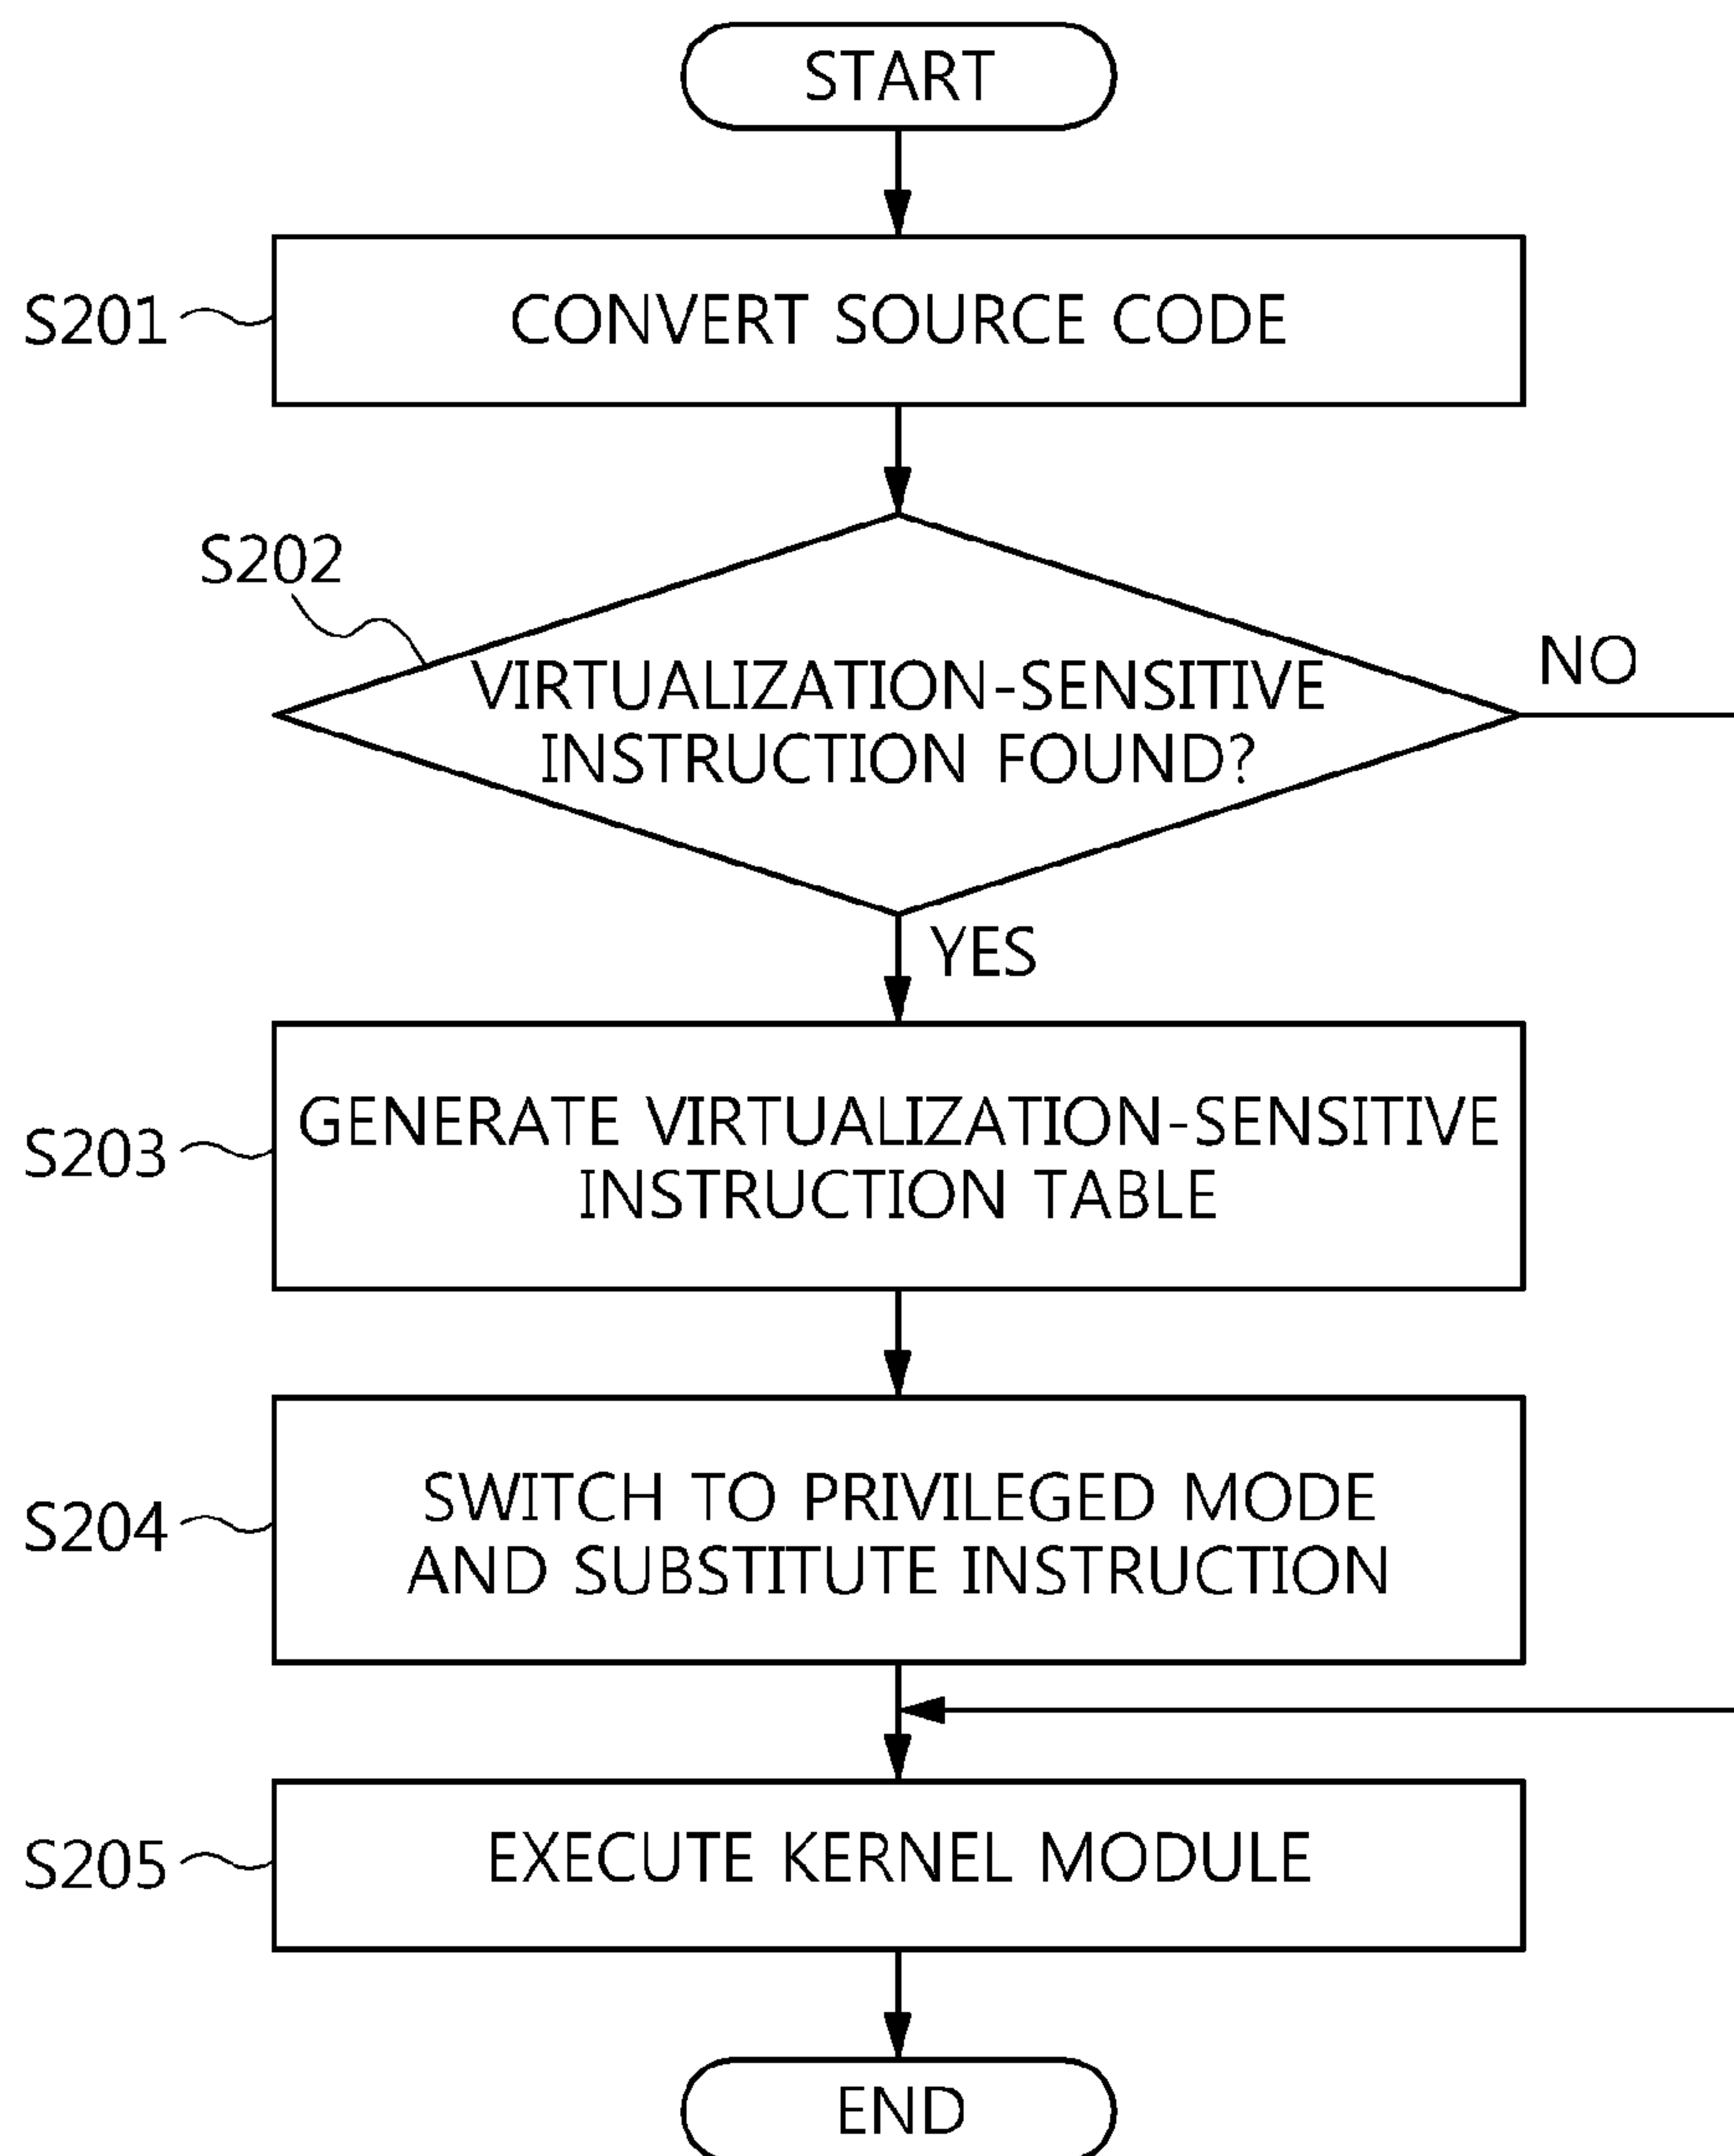 START
S201
CONVERT SOURCE CODE
S202
VIRTUALIZATION-SENSITIVE
INSTRUCTION FOUND?
NO
YES
S203
GENERATE VIRTUALIZATION-SENSITIVE
INSTRUCTION TABLE
S204
SWITCH TO PRIVILEGED MODE
AND SUBSTITUTE INSTRUCTION
S205
EXECUTE KERNEL MODULE
END